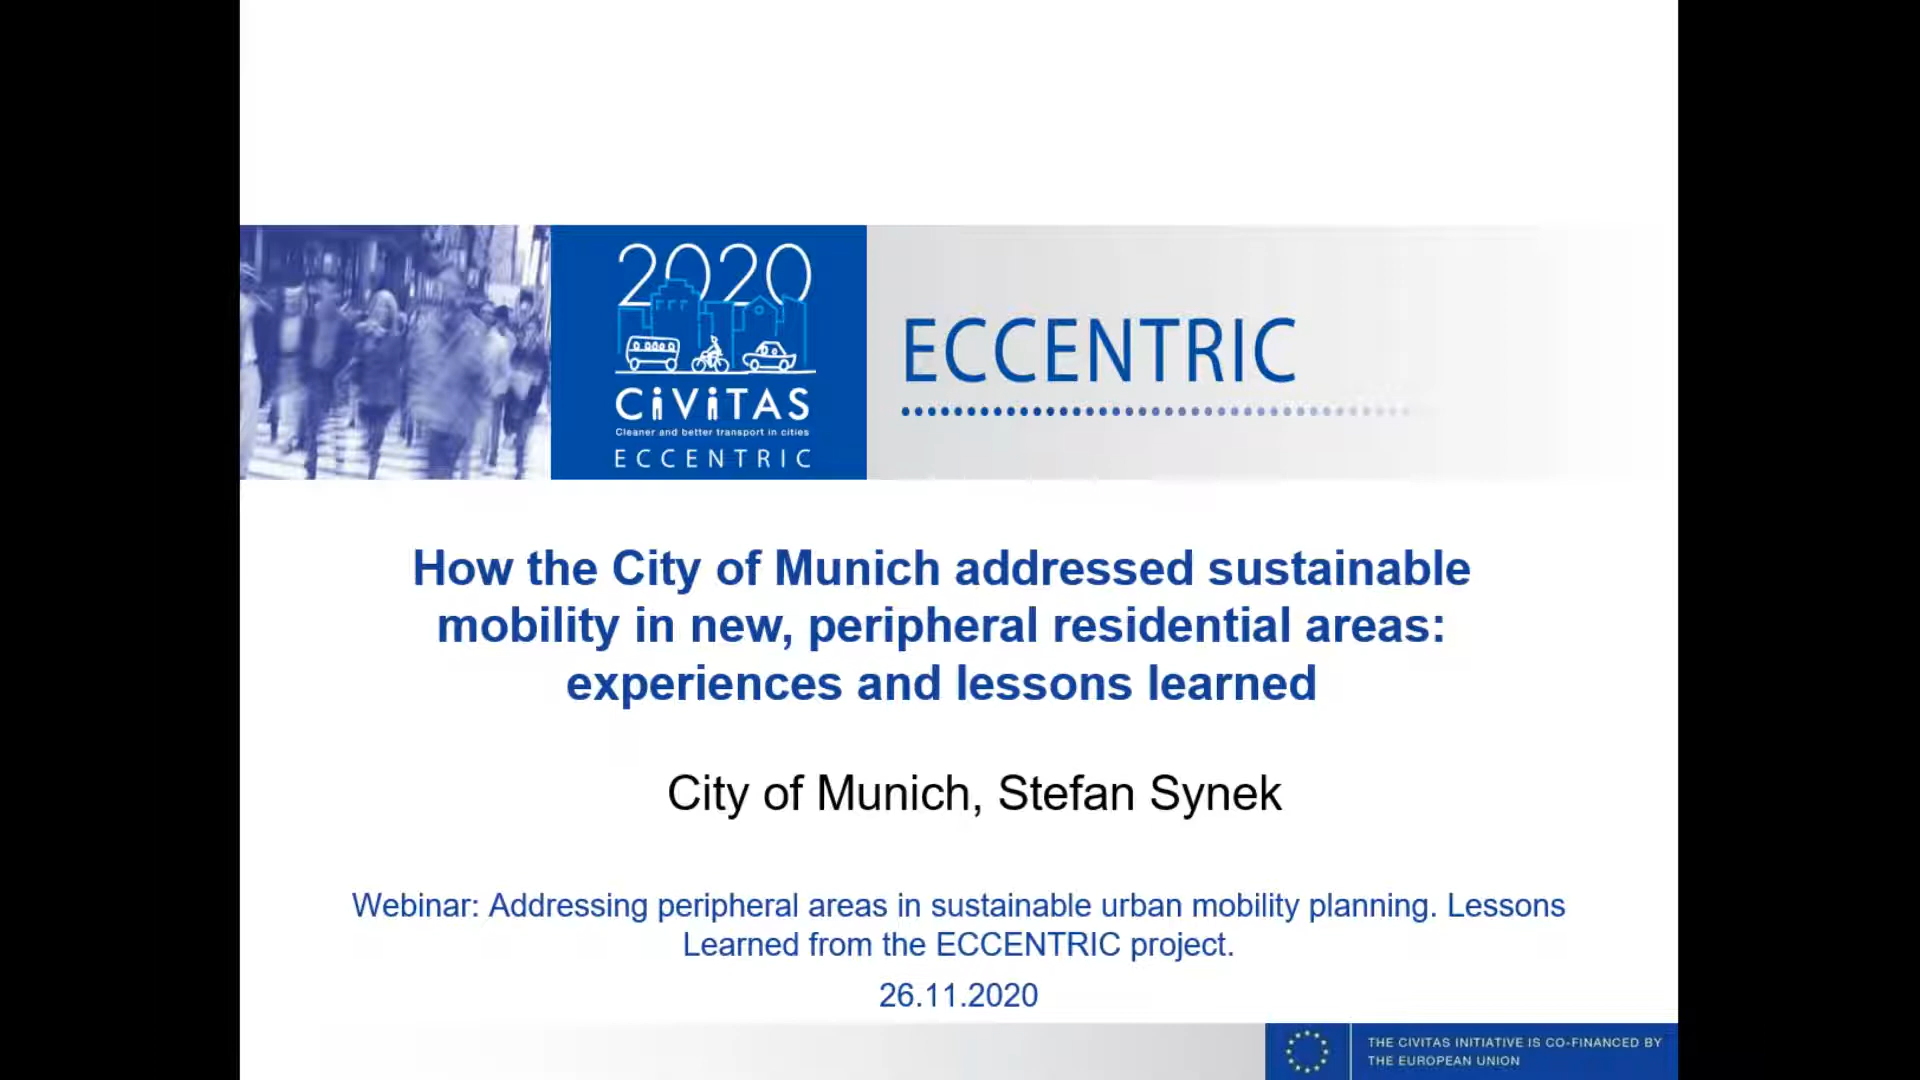 2020
CiViTAS
Cleaner and better transport in cities
ECCENTRIC
ECCENTRIC
How the City of Munich addressed sustainable
mobility in new, peripheral residential areas:
experiences and lessons learned
City of Munich, Stefan Synek
Webinar: Addressing peripheral areas in sustainable urban mobility planning. Lessons
Learned from the ECCENTRIC project.
26.11.2020
THE CIVITAS INITIATIVE IS CO-FINANCED BY
THE EUROPEAN UNION